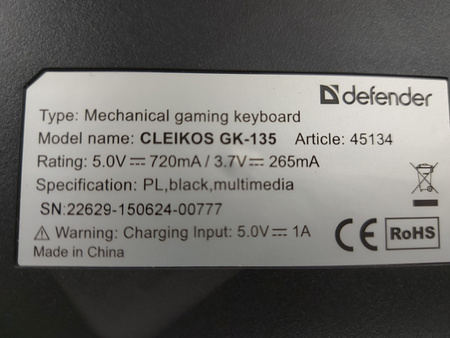 defender
Type: Mechanical gaming keyboard
Model name: CLEIKOS GK-135 Article: 45134
Rating: 5.0V⎓720mA / 3.7V⎓265mA
Specification: PL,black,multimedia
SN:22629-150624-00777
⚠ Warning: Charging Input: 5.0V⎓ 1A
Made in China
CE RoHS